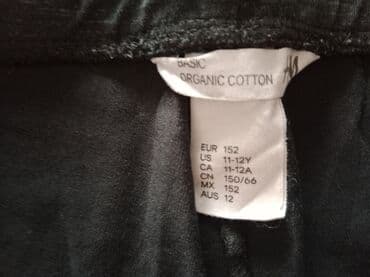 BASIC
ORGANIC COTTON
H&M
EUR 152
US 11-12Y
CA 11-12A
CN 150/66
MX 152
AUS 12